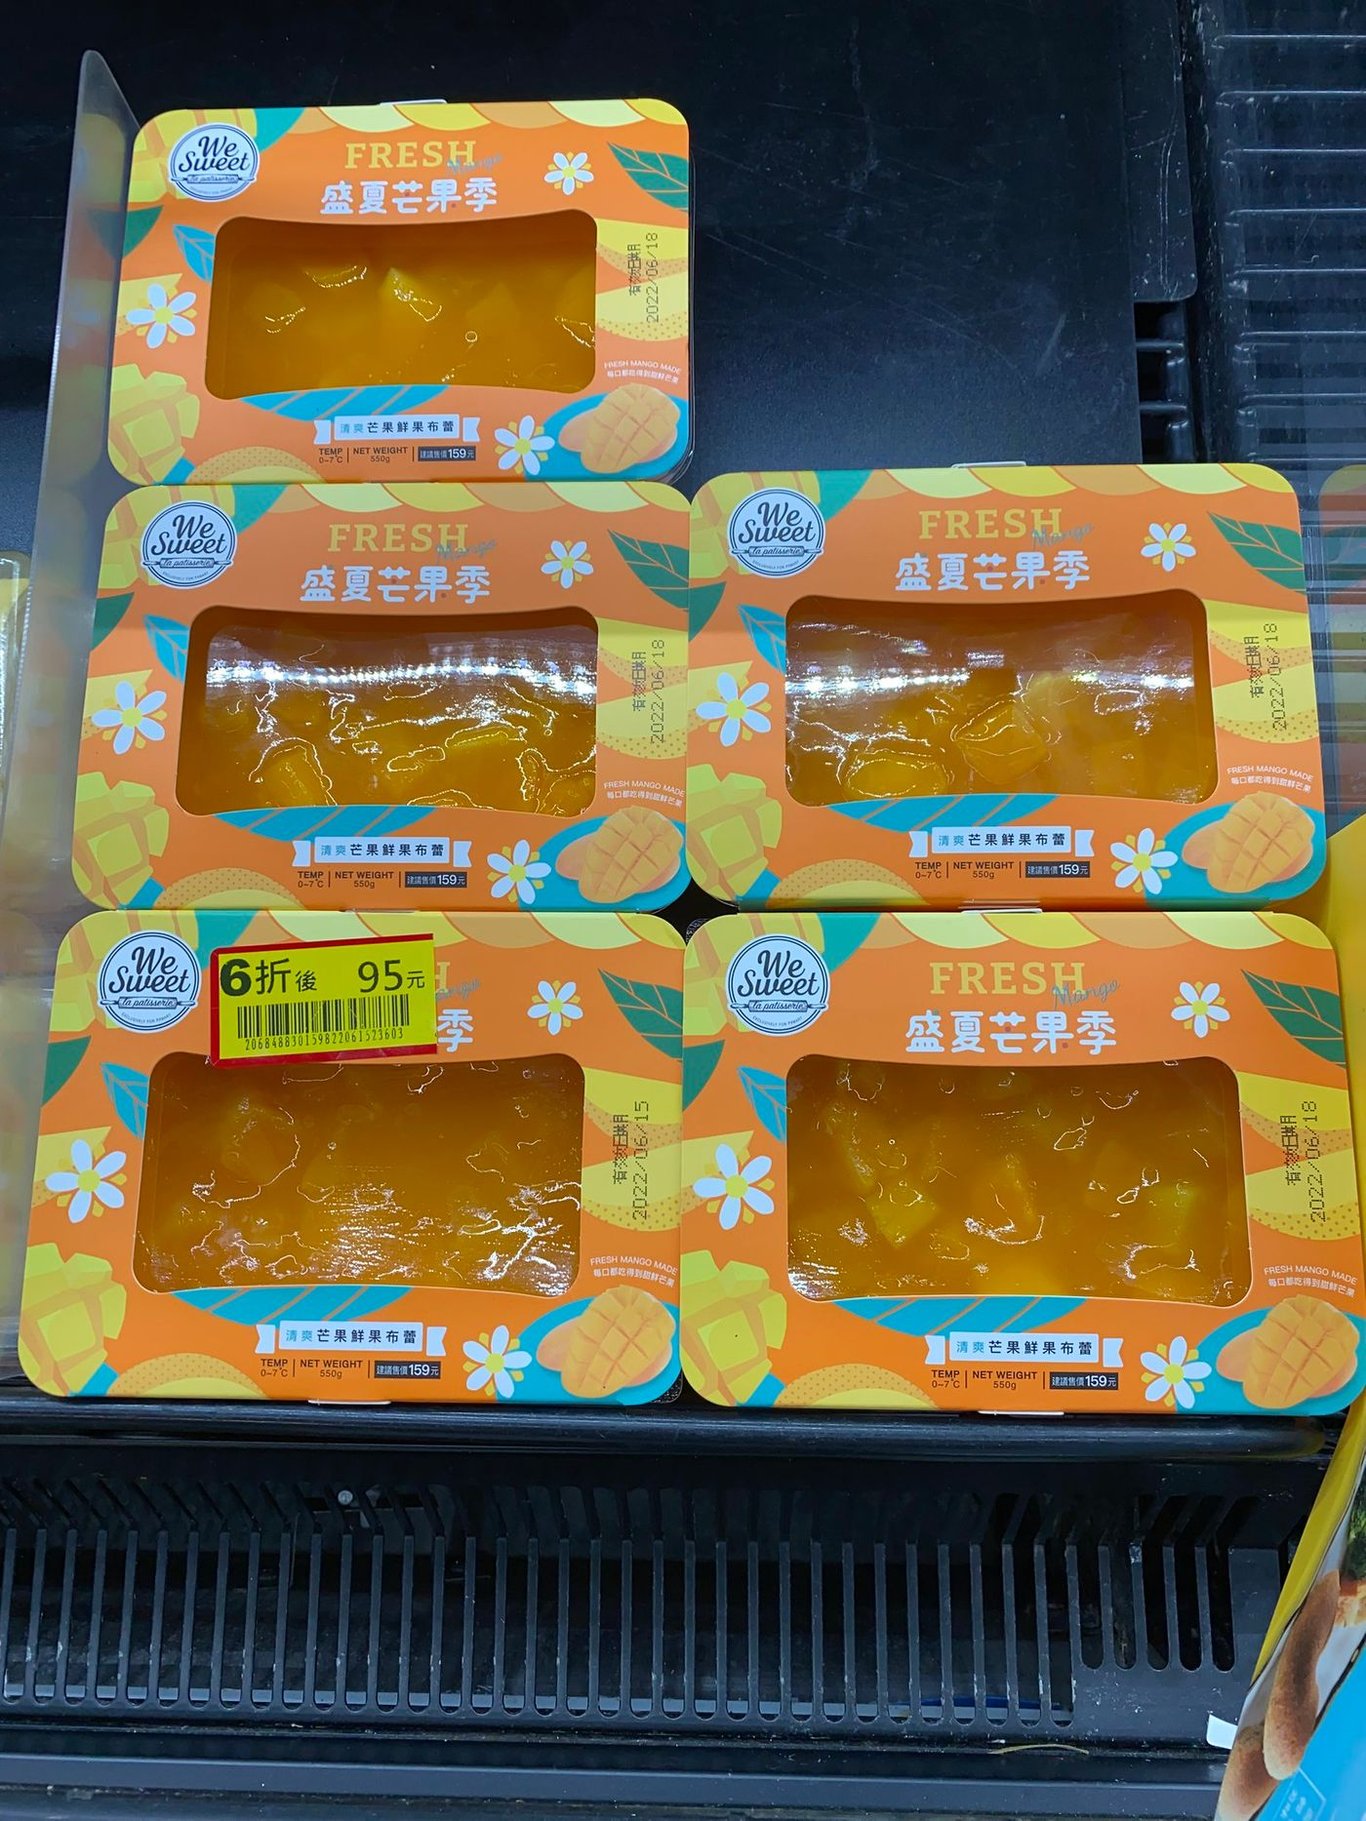 We
Sweet
la patisserie
FRESH
Mango
盛夏芒果季
有效日期
2022/06/18
FRESH MANGO MADE
每口都吃得到甜鮮芒果
清爽芒果鮮果布蕾
TEMP
0~7°C
NET WEIGHT
550g
建議售價159元
We
Sweet
la patisserie
EXCLUSIVELY FOR
FRESH
Mango
盛夏芒果季
有效日期
2022/06/18
FRESH MANGO MADE
每口都吃得到甜鮮芒果
清爽芒果鮮果布蕾
TEMP
0~7°C
NET WEIGHT
550g
建議售價159元
We
Sweet
la patisserie
EXCLUSIVELY FOR
FRESH
Mango
盛夏芒果季
有效日期
2022/06/18
FRESH MANGO MADE
每口都吃得到甜鮮芒果
清爽芒果鮮果布蕾
TEMP
0~7°C
NET WEIGHT
550g
建議售價159元
We
Sweet
la patisserie
EXCLUSIVELY FOR
6折後 95元
206848830159822061523603
季
有效日期
2022/06/15
FRESH MANGO MADE
每口都吃得到甜鮮芒果
清爽芒果鮮果布蕾
TEMP
0~7°C
NET WEIGHT
550g
建議售價159元
We
Sweet
la patisserie
EXCLUSIVELY FOR
FRESH
Mango
盛夏芒果季
有效日期
2022/06/18
FRESH MANGO MADE
每口都吃得到甜鮮芒果
清爽芒果鮮果布蕾
TEMP
0~7°C
NET WEIGHT
550g
建議售價159元